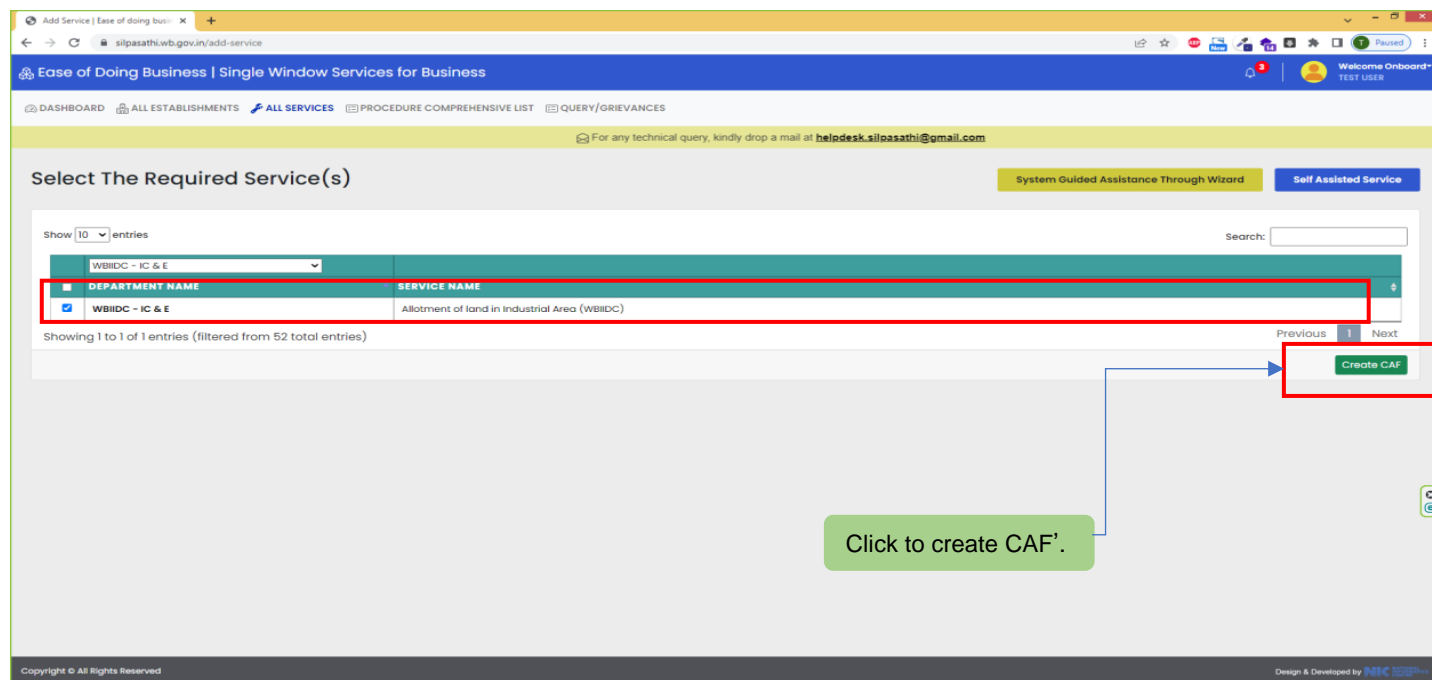 Add Service | Ease of doing busin
silpasathi.wb.gov.in/add-service
ABP
New
14
T Paused
Ease of Doing Business | Single Window Services for Business
3
Welcome Onboard
TEST USER
DASHBOARD ALL ESTABLISHMENTS ALL SERVICES PROCEDURE COMPREHENSIVE LIST QUERY/GRIEVANCES
For any technical query, kindly drop a mail at helpdesk.silpasathi@gmail.com
Select The Required Service(s)
System Guided Assistance Through Wizard
Self Assisted Service
Show 10 entries
Search:
WBIIDC - IC & E
DEPARTMENT NAME SERVICE NAME
WBIIDC - IC & E Allotment of land in Industrial Area (WBIIDC)
Showing 1 to 1 of 1 entries (filtered from 52 total entries)
Previous 1 Next
Create CAF
Click to create CAF’.
Copyright © All Rights Reserved
Design & Developed by NIC